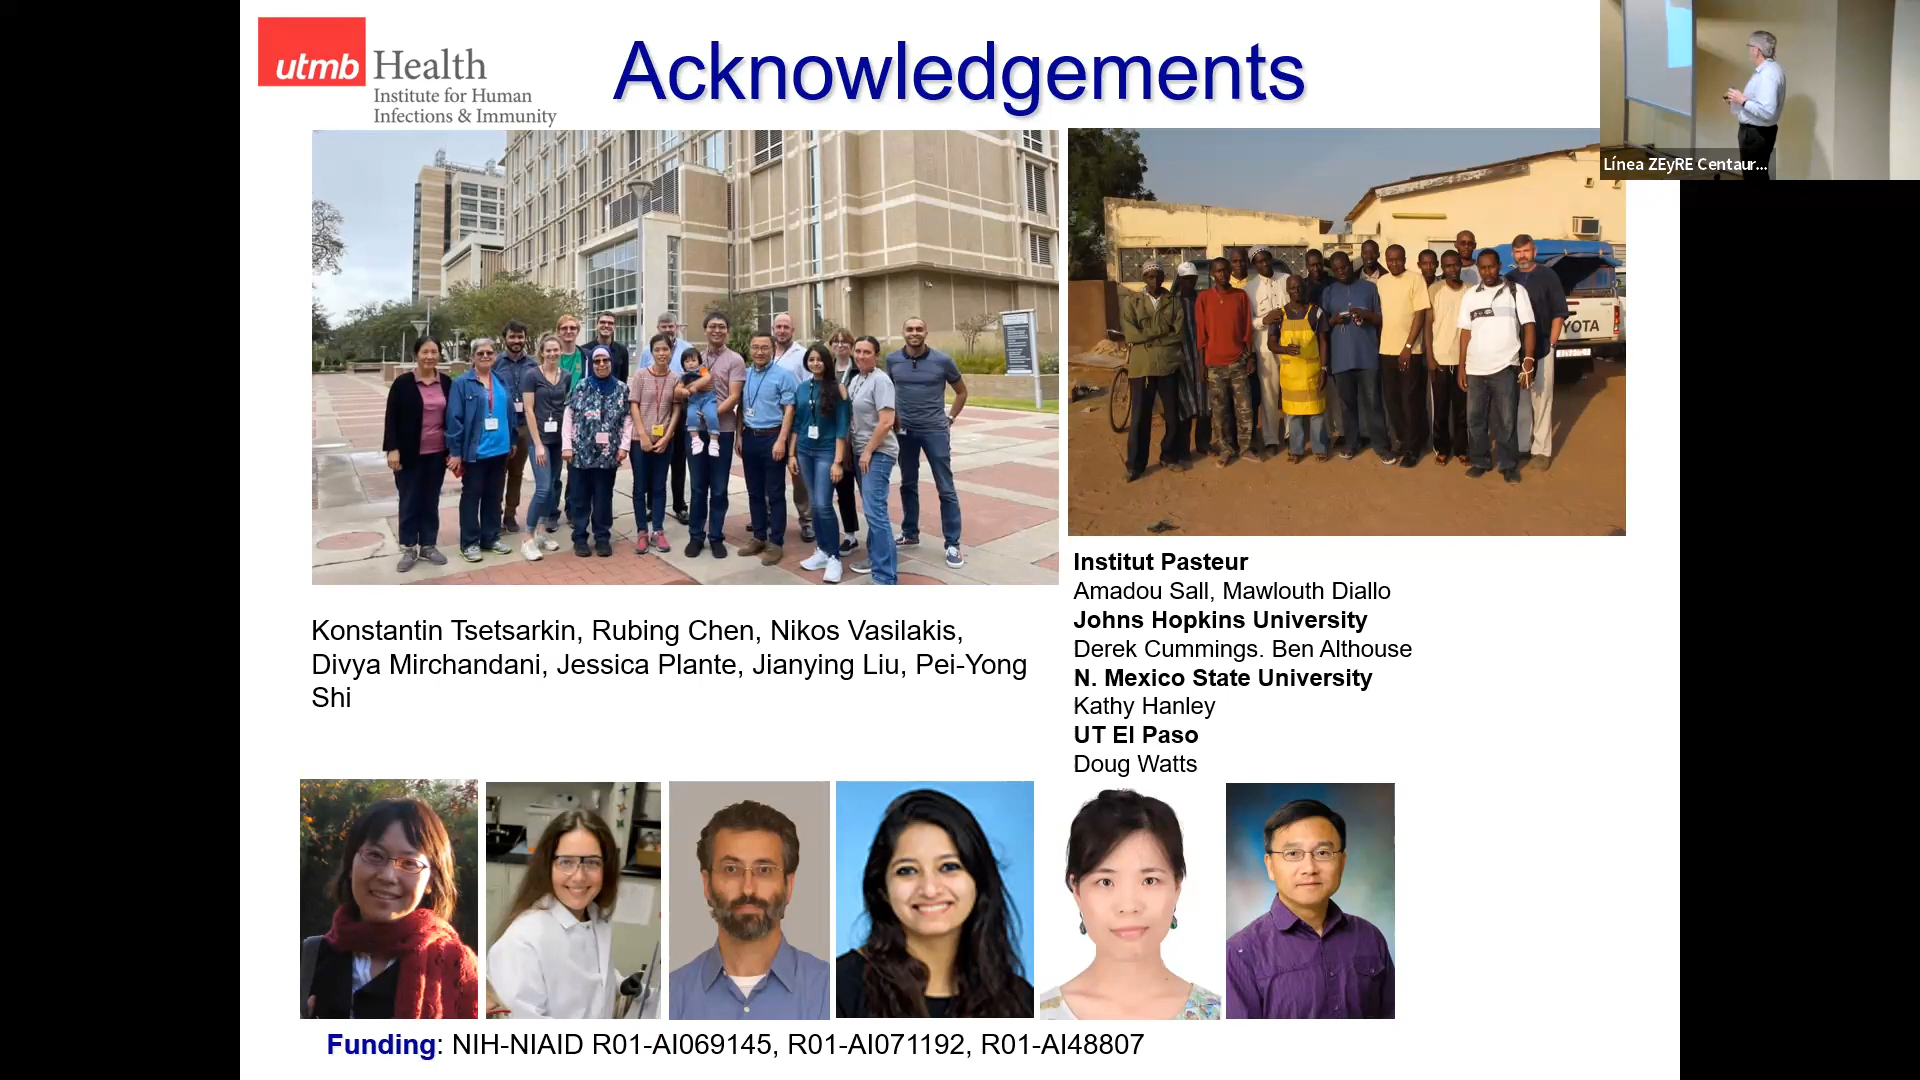 utmb Health
Institute for Human
Infections & Immunity
Acknowledgements
Línea ZEyRE Centaur...
YOTA
Institut Pasteur
Amadou Sall, Mawlouth Diallo
Johns Hopkins University
Derek Cummings. Ben Althouse
N. Mexico State University
Kathy Hanley
UT El Paso
Doug Watts
Konstantin Tsetsarkin, Rubing Chen, Nikos Vasilakis,
Divya Mirchandani, Jessica Plante, Jianying Liu, Pei-Yong
Shi
Funding: NIH-NIAID R01-AI069145, R01-AI071192, R01-AI48807